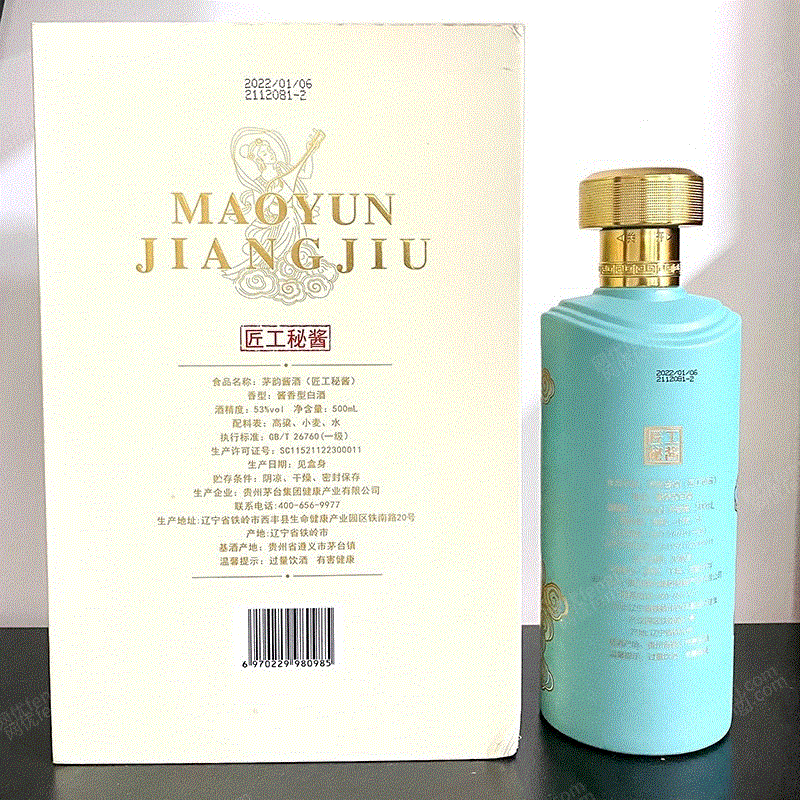 2022/01/06
2112081-2
MAOYUN
JIANGJIU
匠工秘酱
食品名称：茅韵酱酒（匠工秘酱）
香型：酱香型白酒
酒精度：53%vol 净含量：500mL
配料表：高粱、小麦、水
执行标准：GB/T 26760(一级)
生产许可证号：SC11521122300011
生产日期：见盒身
贮存条件：阴凉、干燥、密封保存
生产企业：贵州茅台集团健康产业有限公司
联系电话:400-656-9977
生产地址:辽宁省铁岭市西丰县生命健康产业园区铁南路20号
产地:辽宁省铁岭市
基酒产地：贵州省遵义市茅台镇
温馨提示：过量饮酒 有害健康
6 970229 980985
2022/01/06
2112081-2
匠工
秘酱